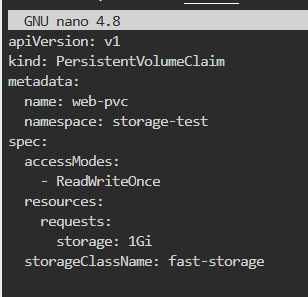 GNU nano 4.8
apiVersion: v1
kind: PersistentVolumeClaim
metadata:
  name: web-pvc
  namespace: storage-test
spec:
  accessModes:
    - ReadWriteOnce
  resources:
    requests:
      storage: 1Gi
  storageClassName: fast-storage